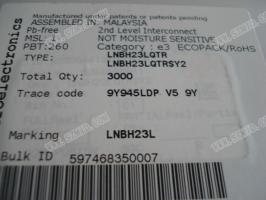 Manufactured under patents or patents pending
ASSEMBLED IN: MALAYSIA
Pb-free 2nd Level Interconnect
MSL: NOT MOISTURE SENSITIVE
PBT:260 Category : e3 ECOPACK/RoHS
TYPE: LNBH23LQTR
LNBH23LQTR$Y2
Total Qty: 3000
Trace code 9Y945LDP V5 9Y
Marking LNBH23L
Bulk ID 597468350007